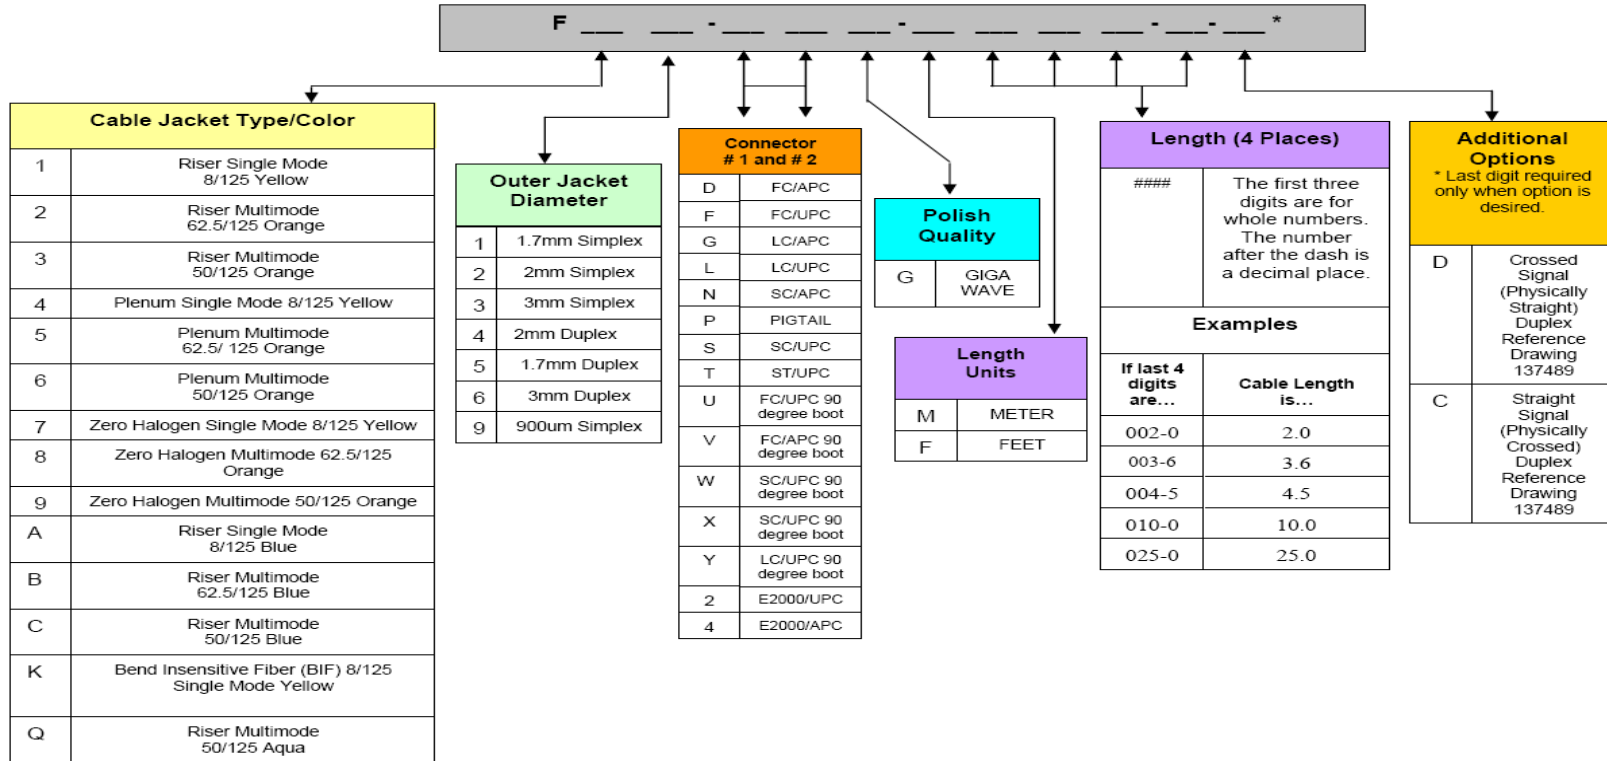 F ___ ___ - ___ ___ ___ - ___ ___ ___ ___ - ___ - ___ *
Cable Jacket Type/Color
1 Riser Single Mode
8/125 Yellow
2 Riser Multimode
62.5/125 Orange
3 Riser Multimode
50/125 Orange
4 Plenum Single Mode 8/125 Yellow
5 Plenum Multimode
62.5/ 125 Orange
6 Plenum Multimode
50/125 Orange
7 Zero Halogen Single Mode 8/125 Yellow
8 Zero Halogen Multimode 62.5/125
Orange
9 Zero Halogen Multimode 50/125 Orange
A Riser Single Mode
8/125 Blue
B Riser Multimode
62.5/125 Blue
C Riser Multimode
50/125 Blue
K Bend Insensitive Fiber (BIF) 8/125
Single Mode Yellow
Q Riser Multimode
50/125 Aqua
Outer Jacket
Diameter
1 1.7mm Simplex
2 2mm Simplex
3 3mm Simplex
4 2mm Duplex
5 1.7mm Duplex
6 3mm Duplex
9 900um Simplex
Connector
# 1 and # 2
D FC/APC
F FC/UPC
G LC/APC
L LC/UPC
N SC/APC
P PIGTAIL
S SC/UPC
T ST/UPC
U FC/UPC 90
degree boot
V FC/APC 90
degree boot
W SC/UPC 90
degree boot
X SC/UPC 90
degree boot
Y LC/UPC 90
degree boot
2 E2000/UPC
4 E2000/APC
Polish
Quality
G GIGA
WAVE
Length
Units
M METER
F FEET
Length (4 Places)
#### The first three
digits are for
whole numbers.
The number
after the dash is
a decimal place.
Examples
If last 4
digits
are...
Cable Length
is...
002-0 2.0
003-6 3.6
004-5 4.5
010-0 10.0
025-0 25.0
Additional
Options
* Last digit required
only when option is
desired.
D Crossed
Signal
(Physically
Straight)
Duplex
Reference
Drawing
137489
C Straight
Signal
(Physically
Crossed)
Duplex
Reference
Drawing
137489